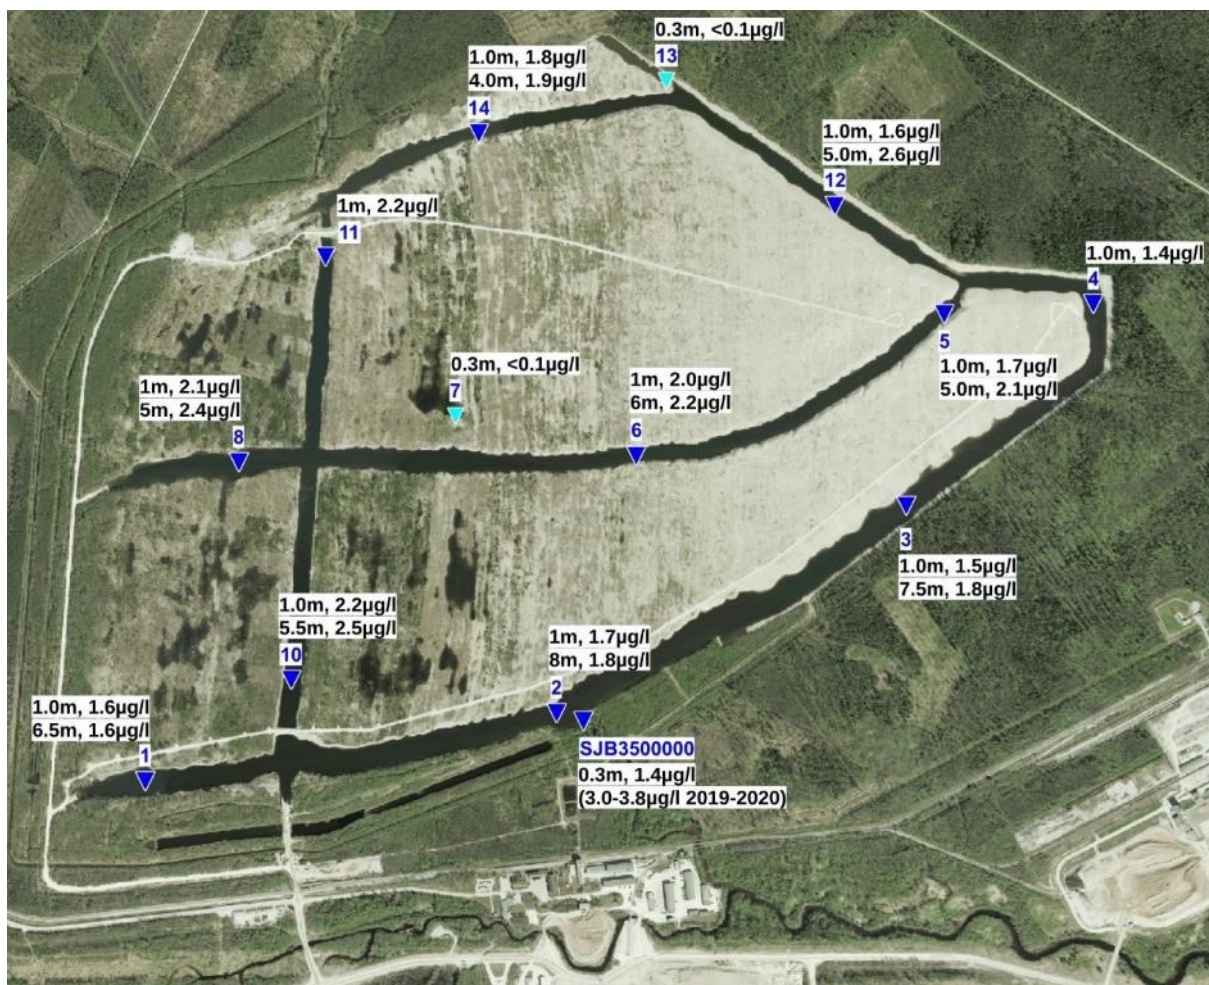 0.3m, <0.1µg/l
13
1.0m, 1.8µg/l
4.0m, 1.9µg/l
14
1.0m, 1.6µg/l
5.0m, 2.6µg/l
12
1m, 2.2µg/l
11
1.0m, 1.4µg/l
4
5
1.0m, 1.7µg/l
5.0m, 2.1µg/l
0.3m, <0.1µg/l
7
1m, 2.1µg/l
5m, 2.4µg/l
8
1m, 2.0µg/l
6m, 2.2µg/l
6
3
1.0m, 1.5µg/l
7.5m, 1.8µg/l
1.0m, 2.2µg/l
5.5m, 2.5µg/l
10
1m, 1.7µg/l
8m, 1.8µg/l
2
1.0m, 1.6µg/l
6.5m, 1.6µg/l
1
SJB3500000
0.3m, 1.4µg/l
(3.0-3.8µg/l 2019-2020)